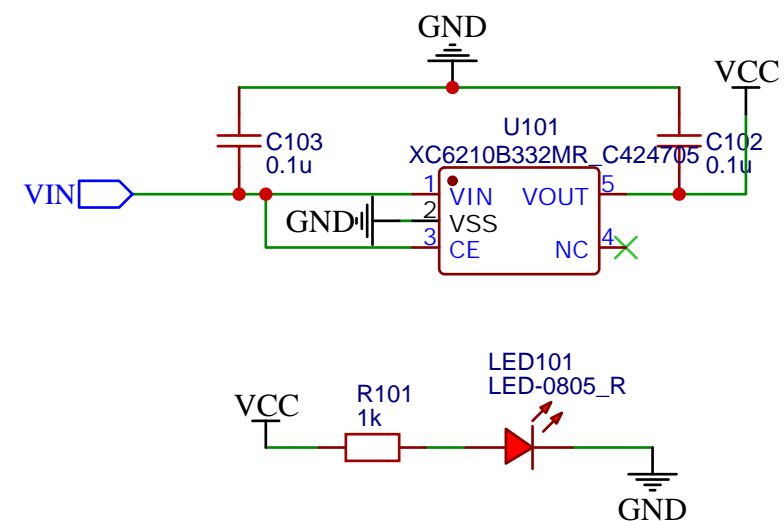 GND
VCC
U101
C103
0.1u
XC6210B332MR_C424705
C102
0.1u
VIN
1
VIN
VOUT
5
GND
2
VSS
3
CE
NC
4
LED101
LED-0805_R
R101
1k
VCC
GND